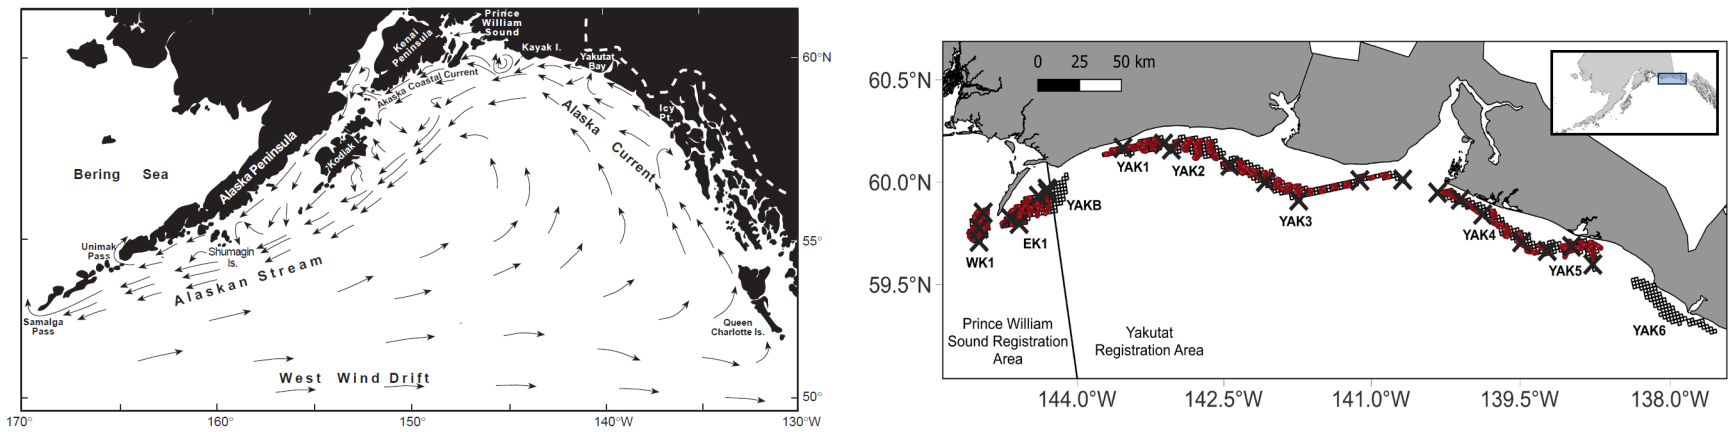 Prince
William
Sound
Kenai
Peninsula
Kayak I.
Yakutat
Bay
60°N
Akaska Coastal Current
Icy
Pt.
Alaska
Current
Kodiak I.
Bering Sea
Alaska Peninsula
55°
Unimak
Pass
Shumagin
Is.
Alaskan Stream
Samalga
Pass
Queen
Charlotte Is.
West Wind Drift
50°
170°
160°
150°
140°
130°W
0 25 50 km
60.5°N
60.0°N
59.5°N
YAK1
YAK2
YAKB
YAK3
EK1
YAK4
WK1
YAK5
YAK6
Prince William
Sound Registration
Area
Yakutat
Registration Area
144.0°W
142.5°W
141.0°W
139.5°W
138.0°W